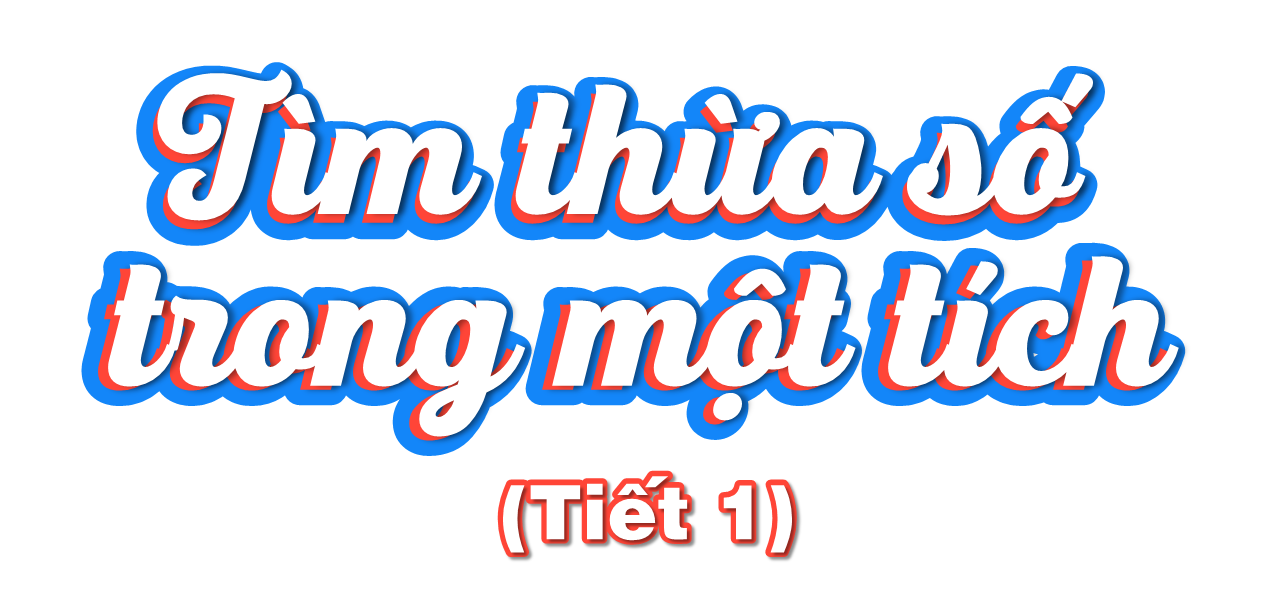 Tìm thừa số
trong một tích
(Tiết 1)